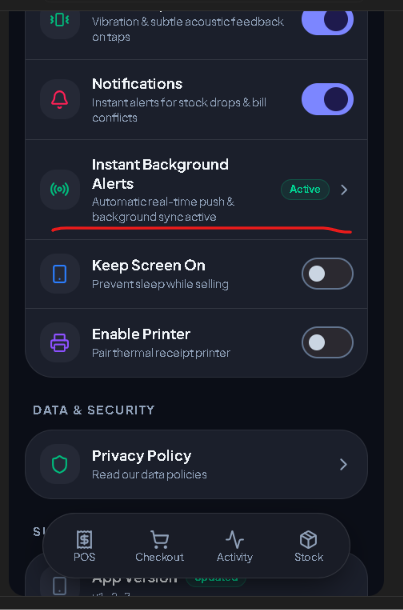 Vibration & subtle acoustic feedback
on taps
Notifications
Instant alerts for stock drops & bill
conflicts
Instant Background
Alerts
Automatic real-time push &
background sync active
Active
Keep Screen On
Prevent sleep while selling
Enable Printer
Pair thermal receipt printer
DATA & SECURITY
Privacy Policy
Read our data policies
POS
Checkout
Activity
Stock
App Version
Updated